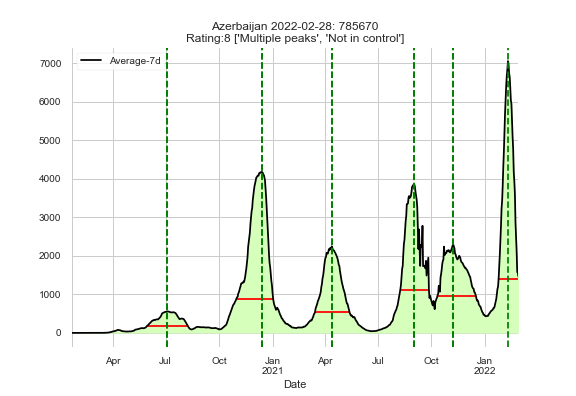 Azerbaijan 2022-02-28: 785670
Rating:8 ['Multiple peaks', 'Not in control']
Average-7d
7000
6000
5000
4000
3000
2000
1000
0
Apr Jul Oct Jan Apr Jul Oct Jan
2021 2022
Date